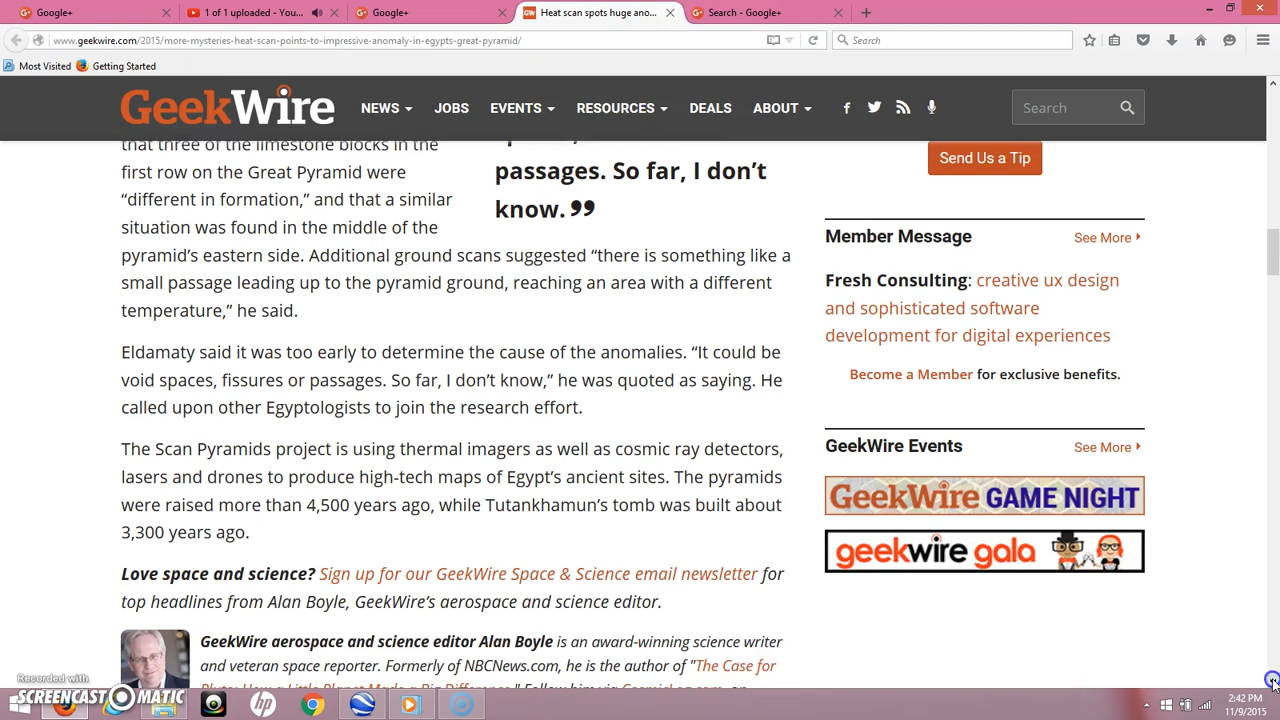 Google+
1 of 1 uploaded - You...
Google+
Heat scan spots huge ano...
Search - Google+
www.geekwire.com/2015/more-mysteries-heat-scan-points-to-impressive-anomaly-in-egypts-great-pyramid/
Search
Most Visited
Getting Started
GeekWire
NEWS
JOBS
EVENTS
RESOURCES
DEALS
ABOUT
Search
that three of the limestone blocks in the
first row on the Great Pyramid were
“different in formation,” and that a similar
situation was found in the middle of the
pyramid’s eastern side. Additional ground scans suggested “there is something like a
small passage leading up to the pyramid ground, reaching an area with a different
temperature,” he said.
passages. So far, I don’t
know.”
Eldamaty said it was too early to determine the cause of the anomalies. “It could be
void spaces, fissures or passages. So far, I don’t know,” he was quoted as saying. He
called upon other Egyptologists to join the research effort.
The Scan Pyramids project is using thermal imagers as well as cosmic ray detectors,
lasers and drones to produce high-tech maps of Egypt’s ancient sites. The pyramids
were raised more than 4,500 years ago, while Tutankhamun’s tomb was built about
3,300 years ago.
Love space and science? Sign up for our GeekWire Space & Science email newsletter for
top headlines from Alan Boyle, GeekWire’s aerospace and science editor.
GeekWire aerospace and science editor Alan Boyle is an award-winning science writer
and veteran space reporter. Formerly of NBCNews.com, he is the author of "The Case for
Send Us a Tip
Member Message
See More
Fresh Consulting: creative ux design
and sophisticated software
development for digital experiences
Become a Member for exclusive benefits.
GeekWire Events
See More
GeekWire GAME NIGHT
geekwire gala
Recorded with
SCREENCAST MATIC
2:42 PM
11/9/2015